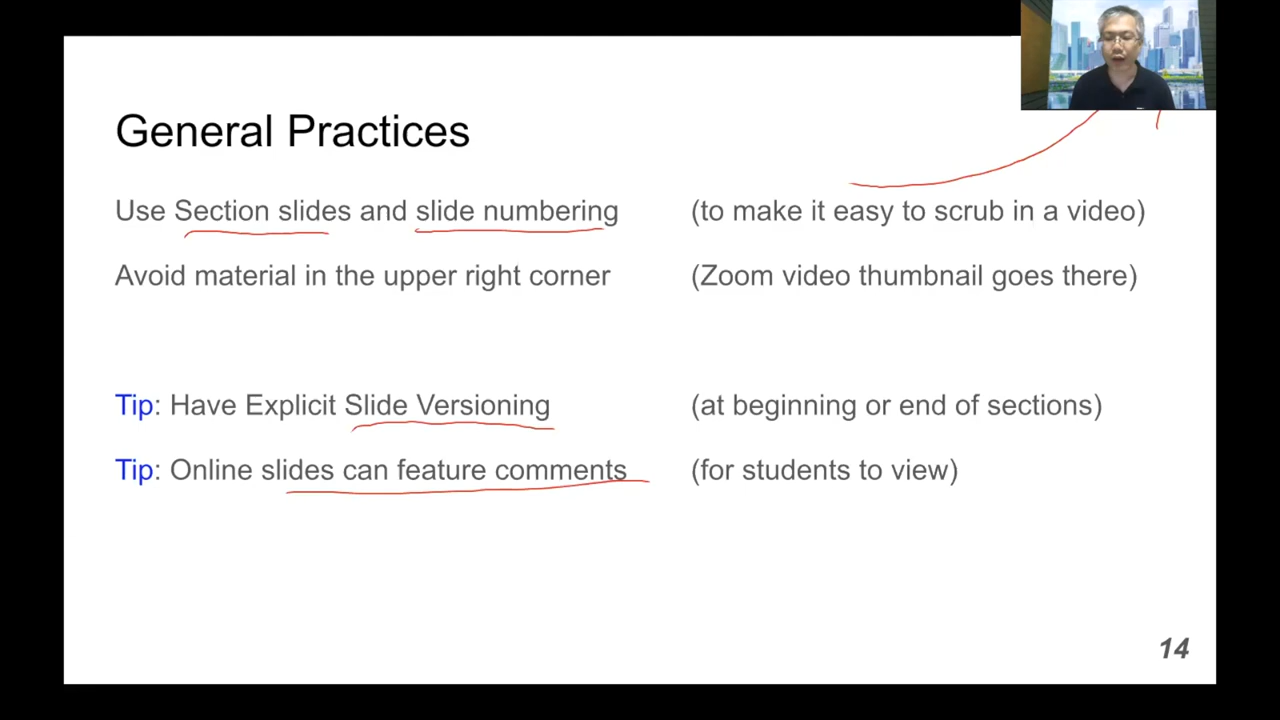 General Practices
Use Section slides and slide numbering (to make it easy to scrub in a video)
Avoid material in the upper right corner (Zoom video thumbnail goes there)
Tip: Have Explicit Slide Versioning (at beginning or end of sections)
Tip: Online slides can feature comments (for students to view)
14